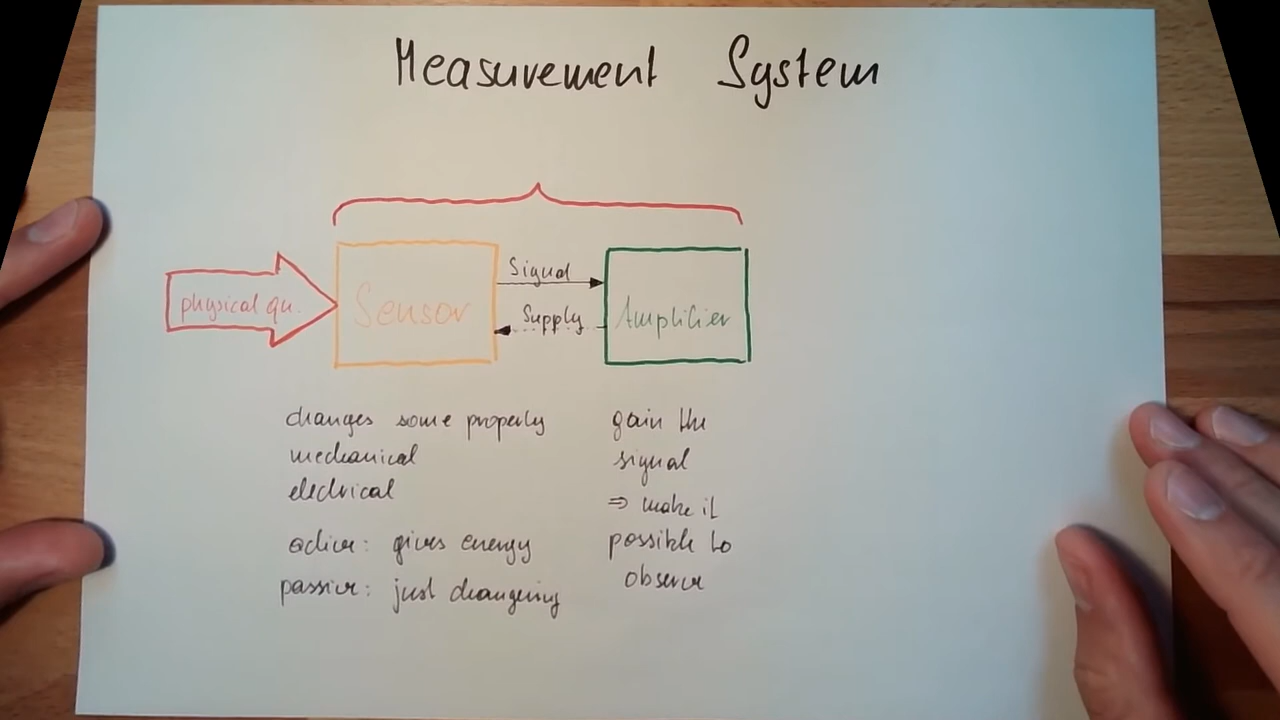 Measurement System
physical qu.
Sensor
Signal
Supply
Amplifier
changes some property
mechanical
electrical
active: gives energy
passive: just changering
gain the
signal
⇒ make it
possible to
observe